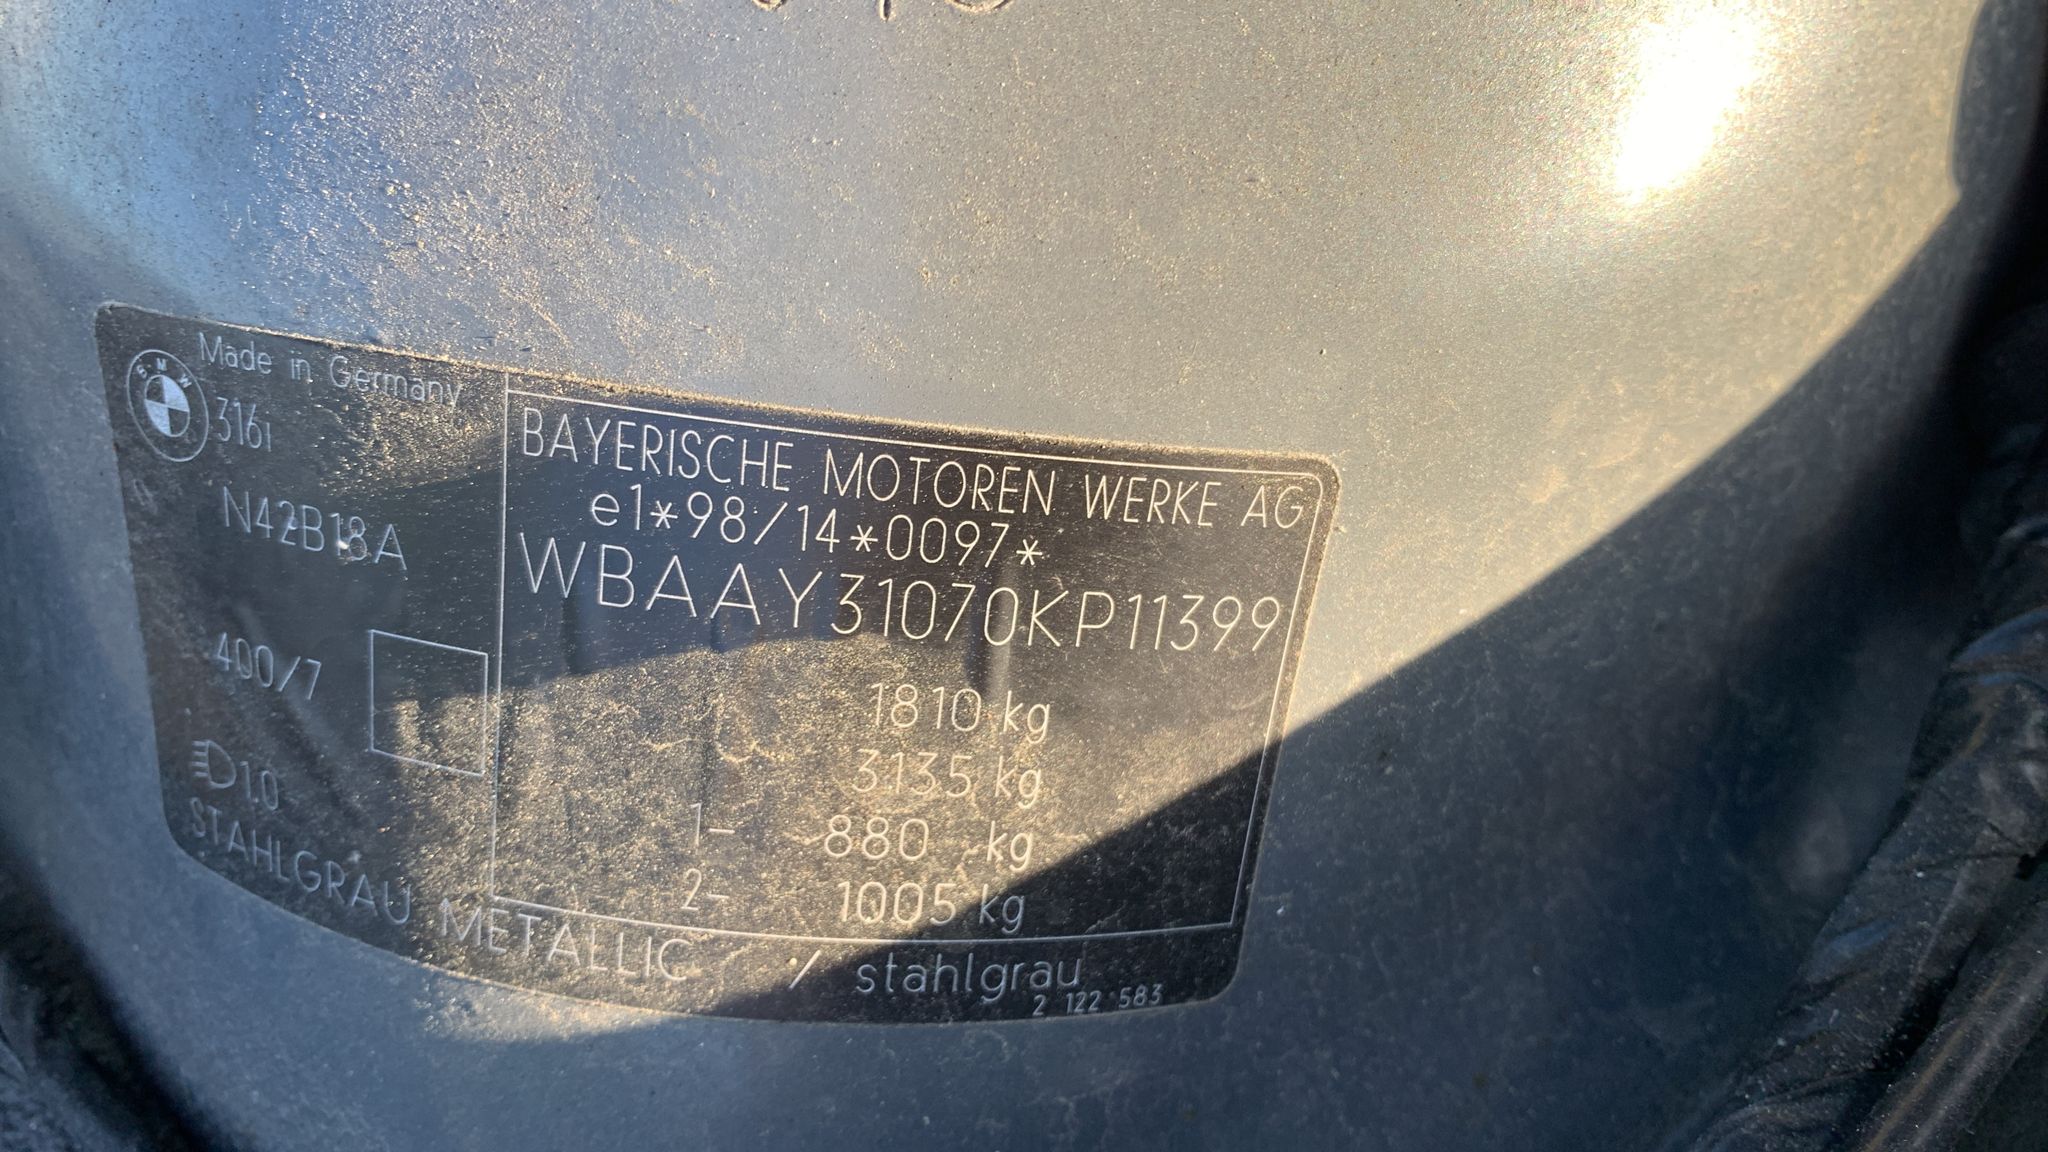 Made in Germany
BMW
316i
N42B18A
400/7
1.0
STAHLGRAU METALLIC / stahlgrau
2 122 583
BAYERISCHE MOTOREN WERKE AG
e1*98/14*0097*
WBAAY31070KP11399
1810 kg
3135 kg
1- 880 kg
2- 1005 kg